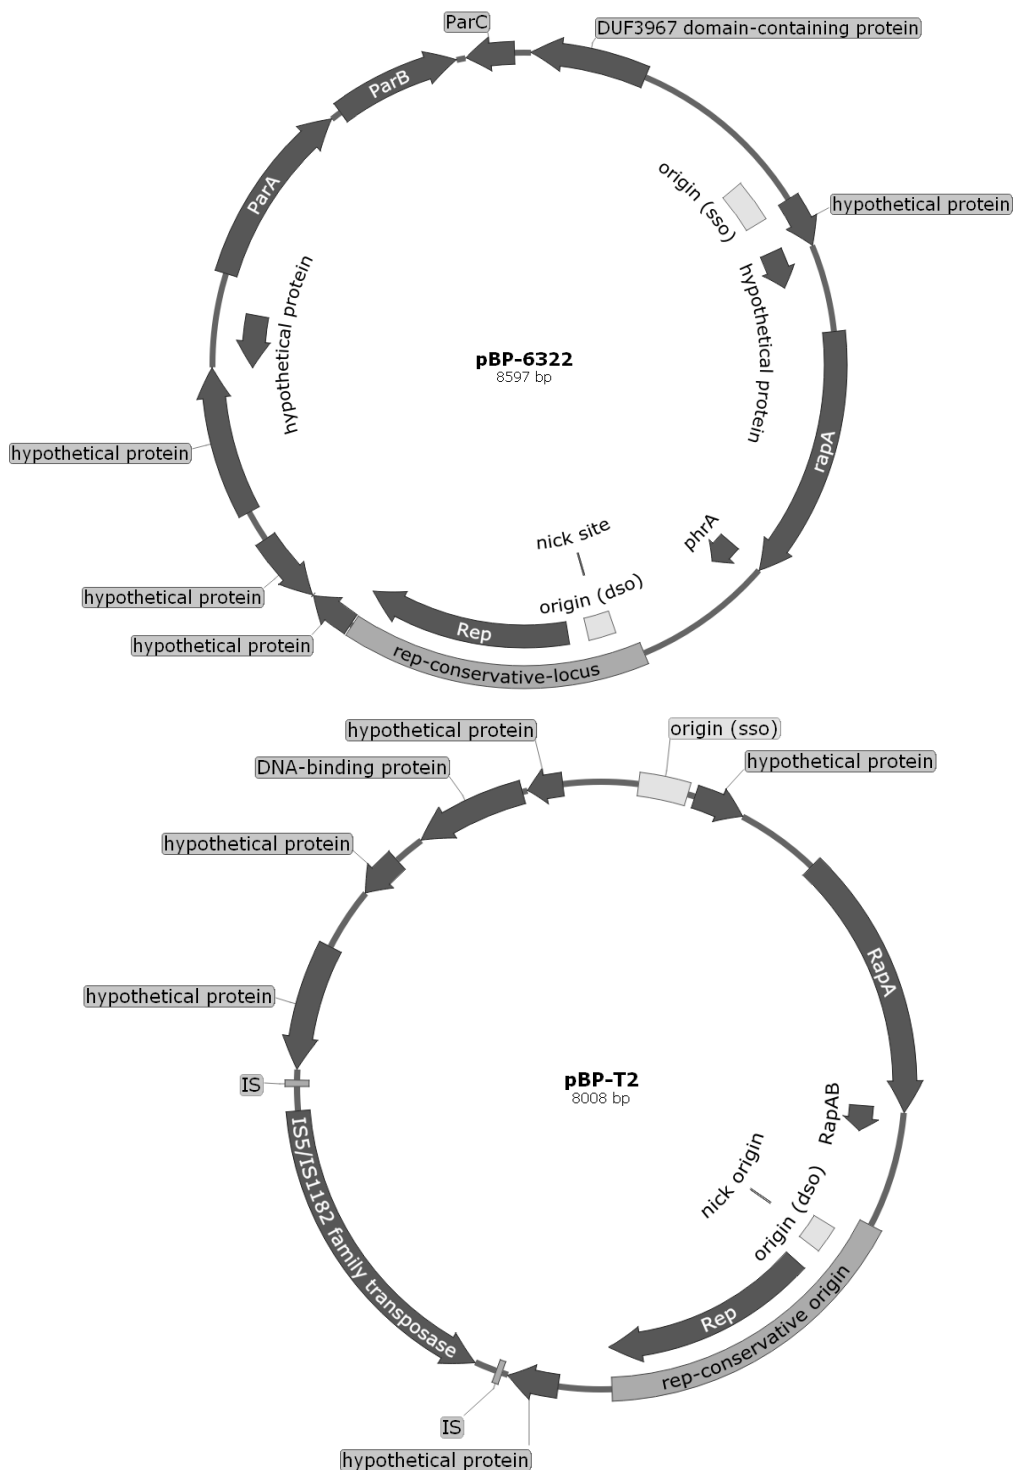 ParC
DUF3967 domain-containing protein
ParB
ParA
origin (sso)
hypothetical protein
hypothetical protein
hypothetical protein
pBP-6322
8597 bp
rapA
hypothetical protein
phrA
nick site
origin (dso)
Rep
rep-conservative-locus
hypothetical protein
hypothetical protein
hypothetical protein
origin (sso)
DNA-binding protein
hypothetical protein
hypothetical protein
RapA
hypothetical protein
IS
pBP-T2
8008 bp
RapAB
nick origin
origin (dso)
IS5/IS1182 family transposase
Rep
rep-conservative origin
IS
hypothetical protein